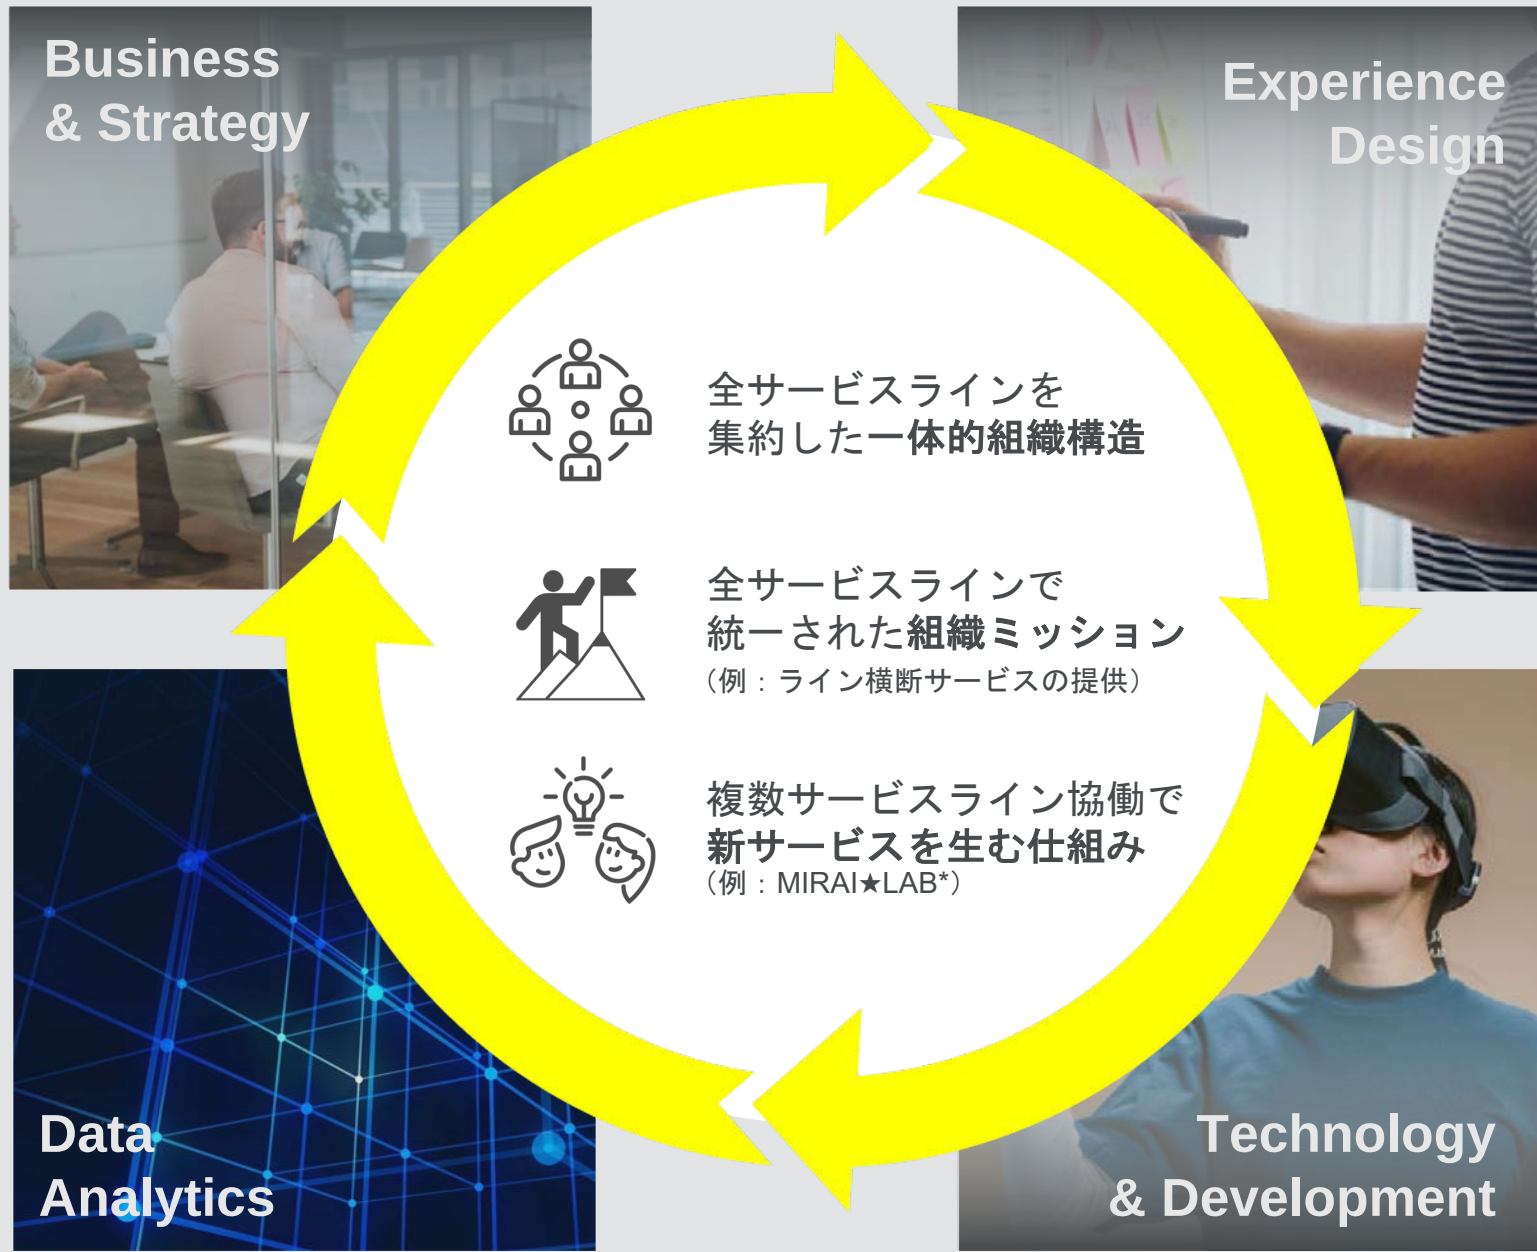 Business
& Strategy
Experience
Design
全サービスラインを
集約した一体的組織構造
全サービスラインで
統一された組織ミッション
（例：ライン横断サービスの提供）
複数サービスライン協働で
新サービスを生む仕組み
（例：MIRAI★LAB*）
Data
Analytics
Technology
& Development